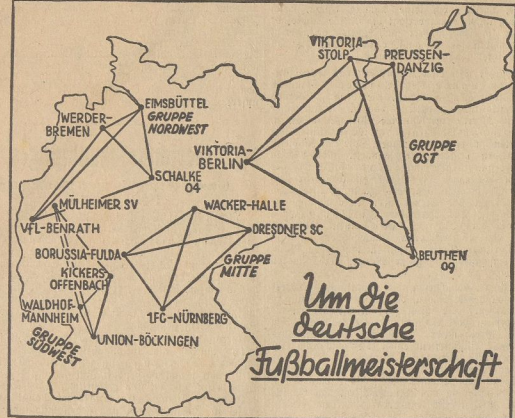 VIKTORIA-
STOLP
PREUSSEN-
DANZIG
EIMSBÜTTEL
GRUPPE
NORDWEST
WERDER-
BREMEN
VIKTORIA-
BERLIN
GRUPPE
OST
SCHALKE
04
MÜLHEIMER SV
VfL-BENRATH
WACKER-HALLE
DRESDNER SC
BORUSSIA-FULDA
GRUPPE
MITTE
BEUTHEN
09
KICKERS
OFFENBACH
WALDHOF-
MANNHEIM
1.FC-NÜRNBERG
GRUPPE
SÜDWEST
UNION-BÖCKINGEN
Um die
deutsche
Fußballmeisterschaft